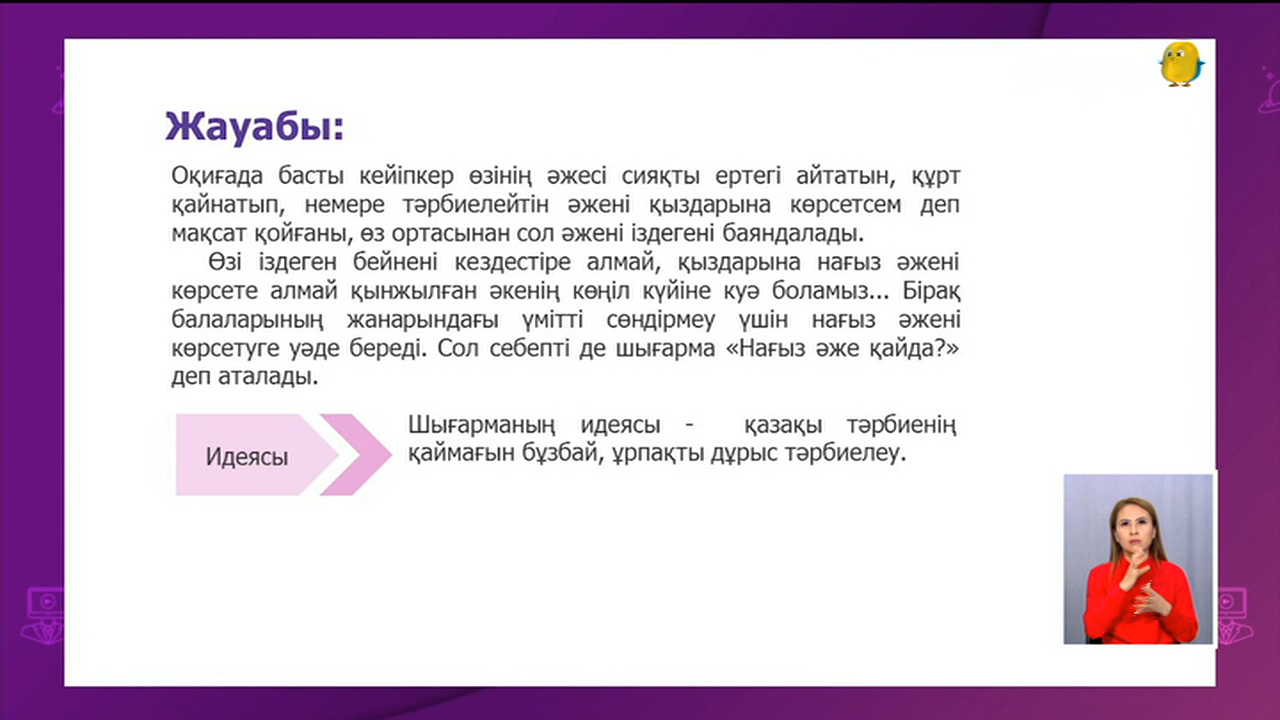 Жауабы:
Оқиғада басты кейіпкер өзінің әжесі сияқты ертегі айтатын, құрт
қайнатып, немере тәрбиелейтін әжені қыздарына көрсетсем деп
мақсат қойғаны, өз ортасынан сол әжені іздегені баяндалады.
Өзі іздеген бейнені кездестіре алмай, қыздарына нағыз әжені
көрсете алмай қынжылған әкенің көңіл күйіне куә боламыз... Бірақ
балаларының жанарындағы үмітті сөндірмеу үшін нағыз әжені
көрсетуге уәде береді. Сол себепті де шығарма «Нағыз әже қайда?»
деп аталады.
Идеясы
Шығарманың идеясы - қазақы тәрбиенің
қаймағын бұзбай, ұрпақты дұрыс тәрбиелеу.